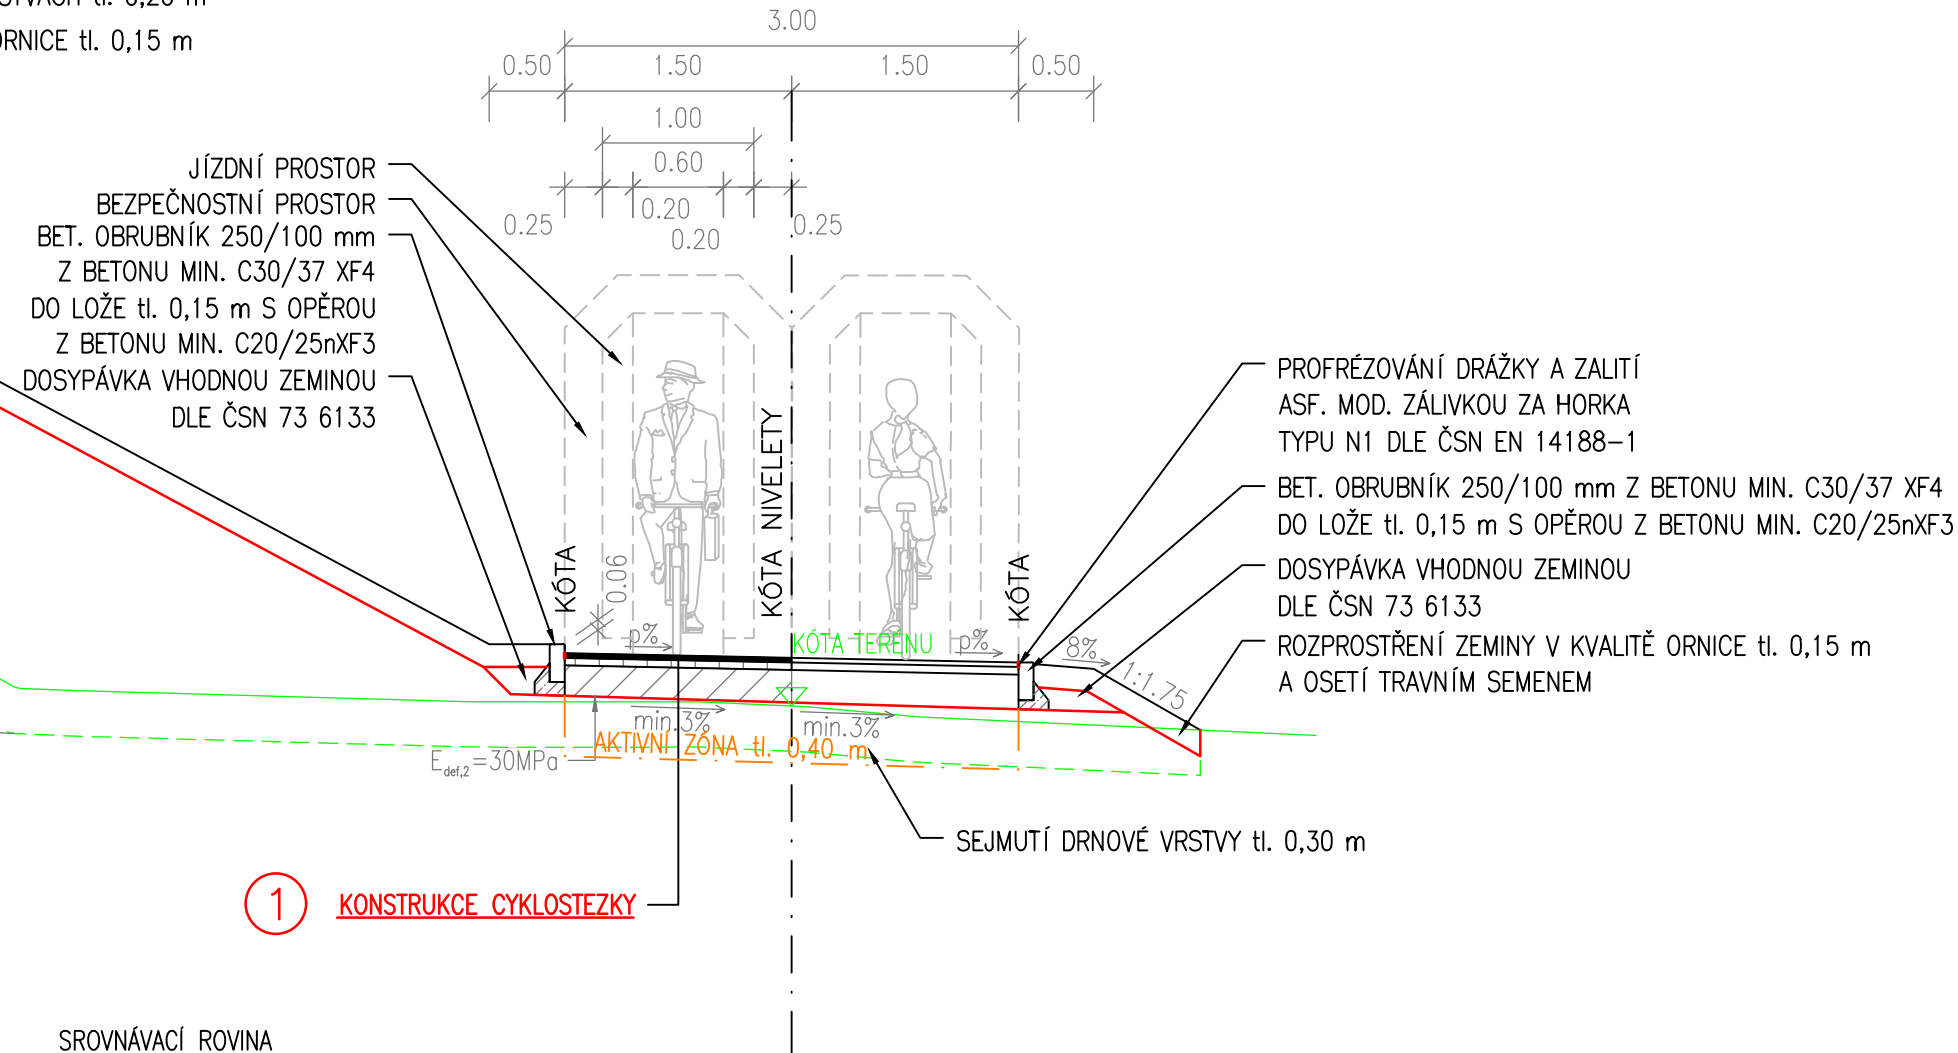 tl. 0,20 m
ORNICE tl. 0,15 m
3.00
0.50
1.50
1.50
0.50
1.00
0.60
0.20
0.25
0.20
0.25
JÍZDNÍ PROSTOR
BEZPEČNOSTNÍ PROSTOR
BET. OBRUBNÍK 250/100 mm
Z BETONU MIN. C30/37 XF4
DO LOŽE tl. 0,15 m S OPĚROU
Z BETONU MIN. C20/25nXF3
DOSYPÁVKA VHODNOU ZEMINOU
DLE ČSN 73 6133
PROFRÉZOVÁNÍ DRÁŽKY A ZALITÍ
ASF. MOD. ZÁLIVKOU ZA HORKA
TYPU N1 DLE ČSN EN 14188-1
BET. OBRUBNÍK 250/100 mm Z BETONU MIN. C30/37 XF4
DO LOŽE tl. 0,15 m S OPĚROU Z BETONU MIN. C20/25nXF3
DOSYPÁVKA VHODNOU ZEMINOU
DLE ČSN 73 6133
ROZPROSTŘENÍ ZEMINY V KVALITĚ ORNICE tl. 0,15 m
A OSETÍ TRAVNÍM SEMENEM
KÓTA
0.06
KÓTA NIVELETY
KÓTA
p%
KÓTA TERÉNU
p%
8%
1:1.75
min.3%
min.3%
AKTIVNÍ ZÓNA tl. 0,40 m
Edef,2=30MPa
SEJMUTÍ DRNOVÉ VRSTVY tl. 0,30 m
1 KONSTRUKCE CYKLOSTEZKY
SROVNÁVACÍ ROVINA